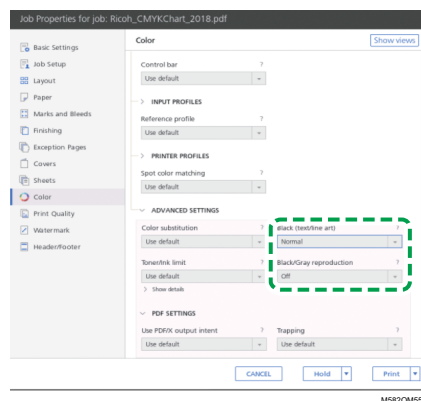 Job Properties for job: Ricoh_CMYKChart_2018.pdf
Basic Settings
Job Setup
Layout
Paper
Marks and Bleeds
Finishing
Exception Pages
Covers
Sheets
Color
Print Quality
Watermark
Header/Footer
Color
Show views
Control bar ?
Use default
INPUT PROFILES
Reference profile ?
Use default
PRINTER PROFILES
Spot color matching ?
Use default
ADVANCED SETTINGS
Color substitution ? Black (text/line art) ?
Use default Normal
Toner/Ink limit ? Black/Gray reproduction ?
Use default Off
Show details
PDF SETTINGS
Use PDF/X output intent ? Trapping ?
Use default Use default
CANCEL Hold Print